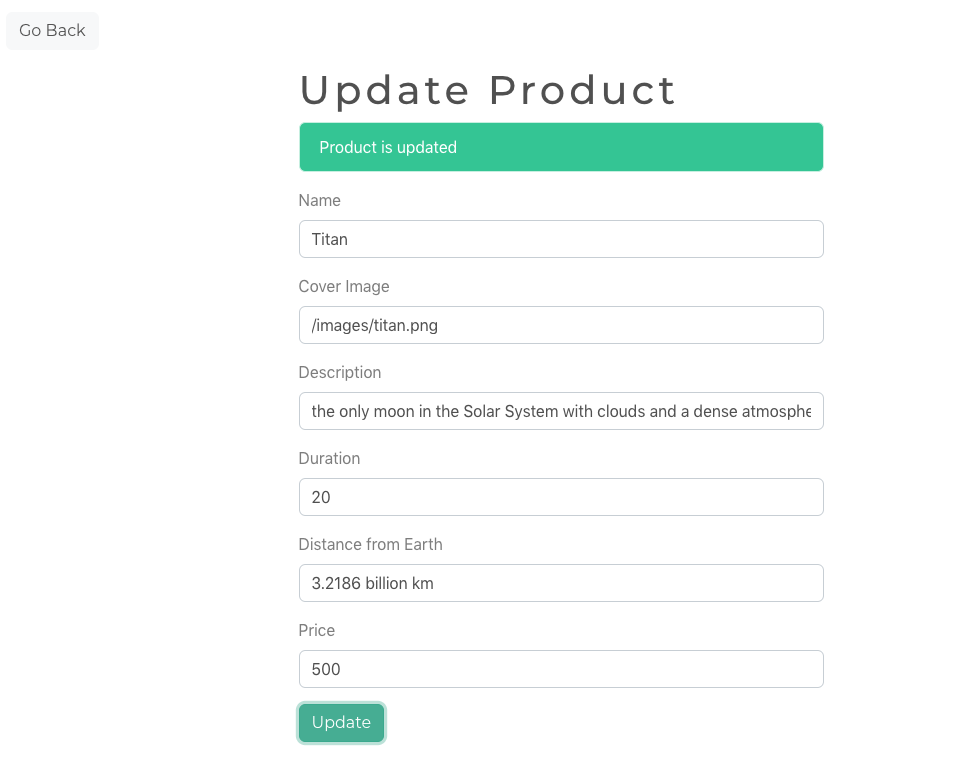 Go Back
Update Product
Product is updated
Name
Titan
Cover Image
/images/titan.png
Description
the only moon in the Solar System with clouds and a dense
Duration
20
Distance from Earth
3.2186 billion km
Price
500
Update